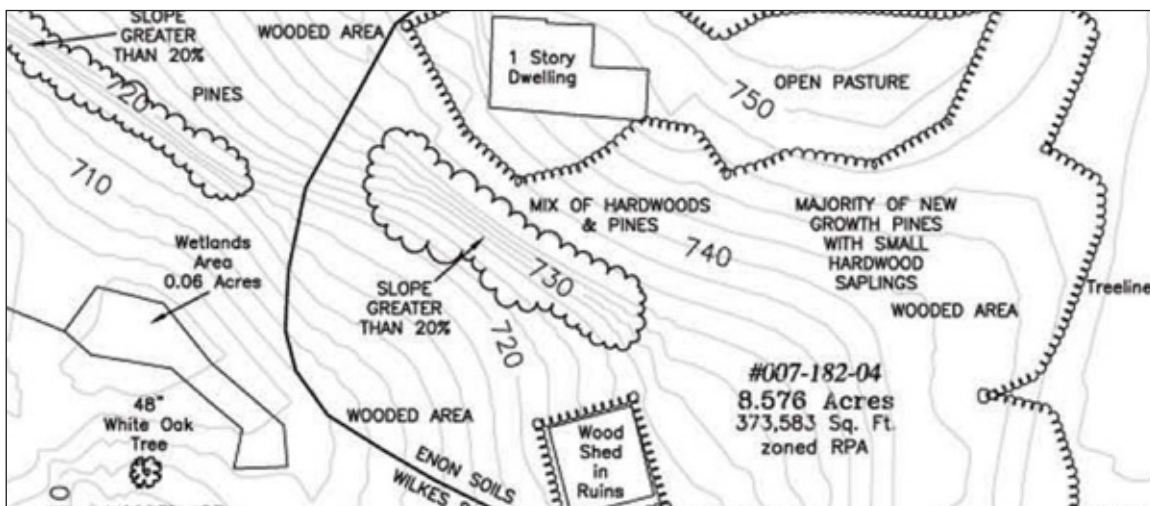 SLOPE
GREATER
THAN 20%
WOODED AREA
1 Story
Dwelling
OPEN PASTURE
720
PINES
750
710
MIX OF HARDWOODS
& PINES
MAJORITY OF NEW
GROWTH PINES
WITH SMALL
HARDWOOD
SAPLINGS
740
Wetlands
Area
0.06 Acres
730
SLOPE
GREATER
THAN 20%
Treeline
WOODED AREA
720
#007-182-04
8.576 Acres
373,583 Sq. Ft.
zoned RPA
48"
White Oak
Tree
WOODED AREA
Wood
Shed
in
Ruins
ENON SOILS
WILKES